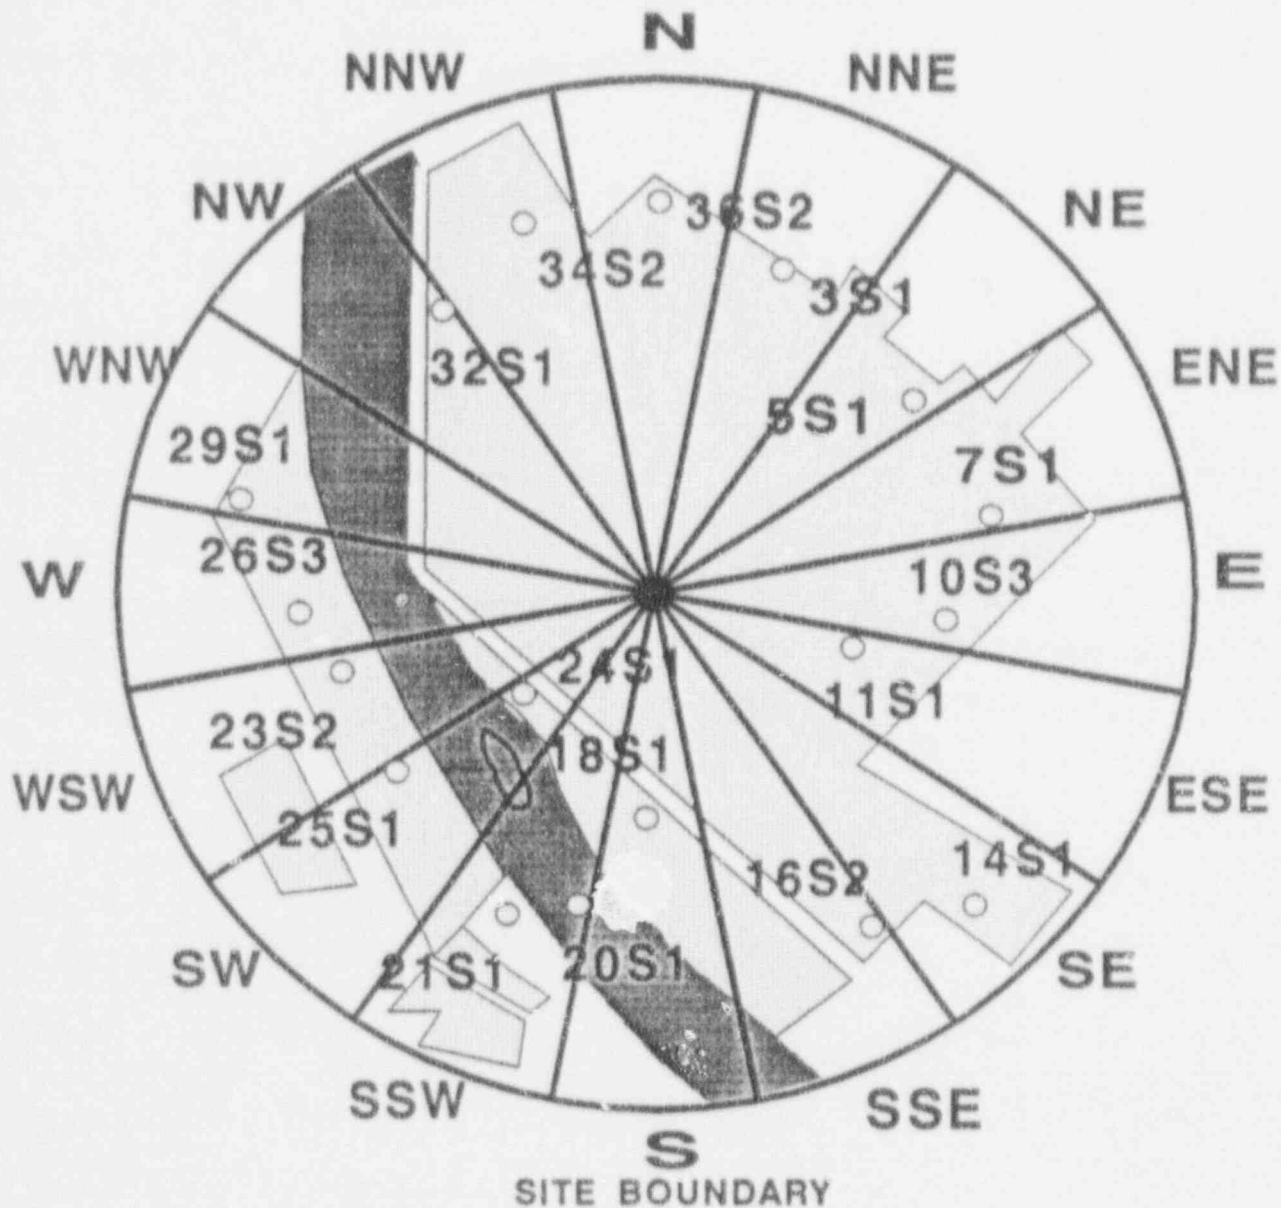 N
NNW
NNE
NW
NE
36S2
34S2
3S1
WNW
32S1
ENE
5S1
29S1
7S1
26S3
W
10S3
E
24S1
11S1
23S2
18S1
WSW
ESE
25S1
14S1
16S2
SW
21S1
20S1
SE
SSW
SSE
S
SITE BOUNDARY